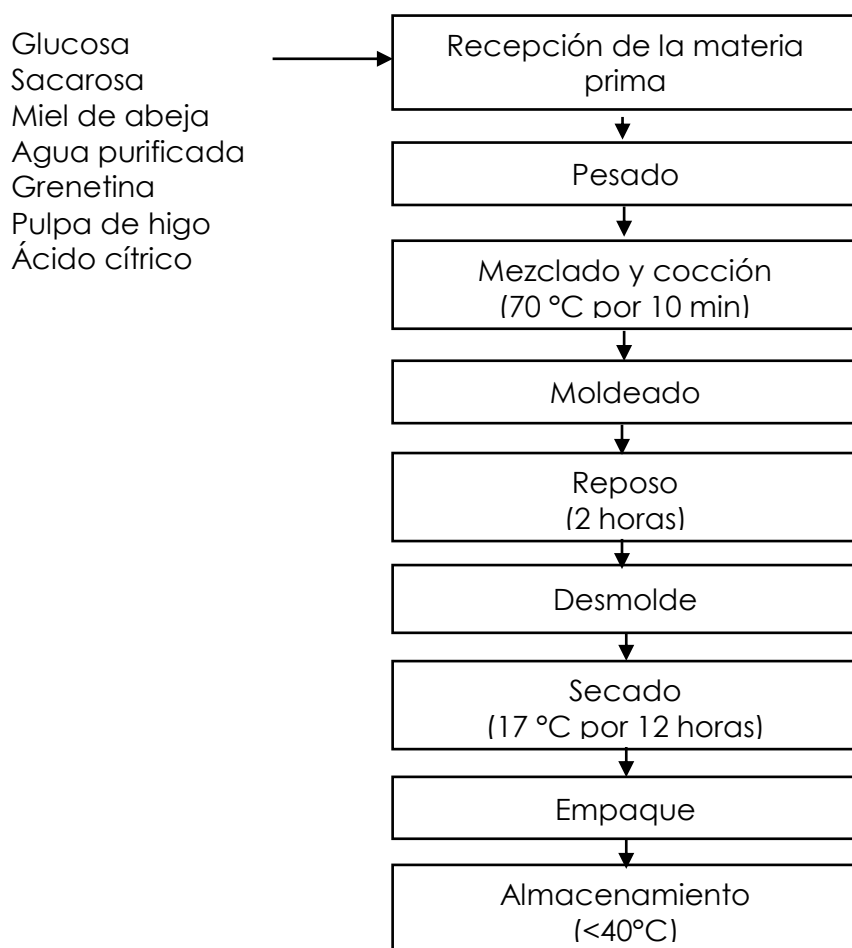 Glucosa
Sacarosa
Miel de abeja
Agua purificada
Grenetina
Pulpa de higo
Ácido cítrico
Recepción de la materia
prima
Pesado
Mezclado y cocción
(70 °C por 10 min)
Moldeado
Reposo
(2 horas)
Desmolde
Secado
(17 °C por 12 horas)
Empaque
Almacenamiento
(<40°C)